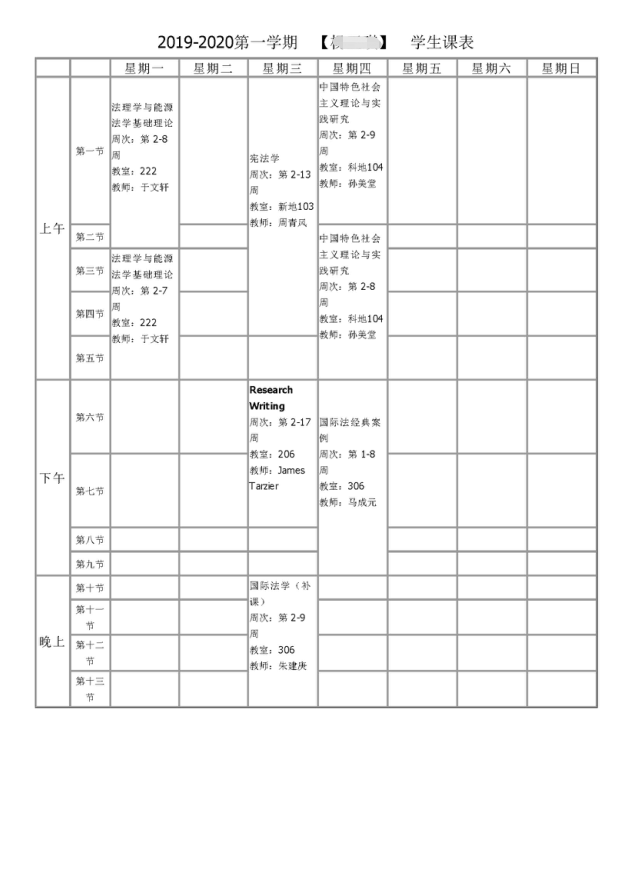 2019-2020第一学期 【 】 学生课表
星期一 星期二 星期三 星期四 星期五 星期六 星期日
上午
第一节
法理学与能源
法学基础理论
周次：第 2-8
周
教室：222
教师：于文轩
宪法学
周次：第 2-13
周
教室：新地103
教师：周青风
中国特色社会
主义理论与实
践研究
周次：第 2-9
周
教室：科地104
教师：孙美堂
第二节
中国特色社会
主义理论与实
践研究
周次：第 2-8
周
教室：科地104
教师：孙美堂
第三节
法理学与能源
法学基础理论
周次：第 2-7
周
教室：222
教师：于文轩
第四节
第五节
下午
第六节
Research
Writing
周次：第 2-17
周
教室：206
教师：James
Tarzier
国际法经典案
例
周次：第 1-8
周
教室：306
教师：马成元
第七节
第八节
第九节
晚上
第十节
国际法学（补
课）
周次：第 2-9
周
教室：306
教师：朱建庚
第十一
节
第十二
节
第十三
节